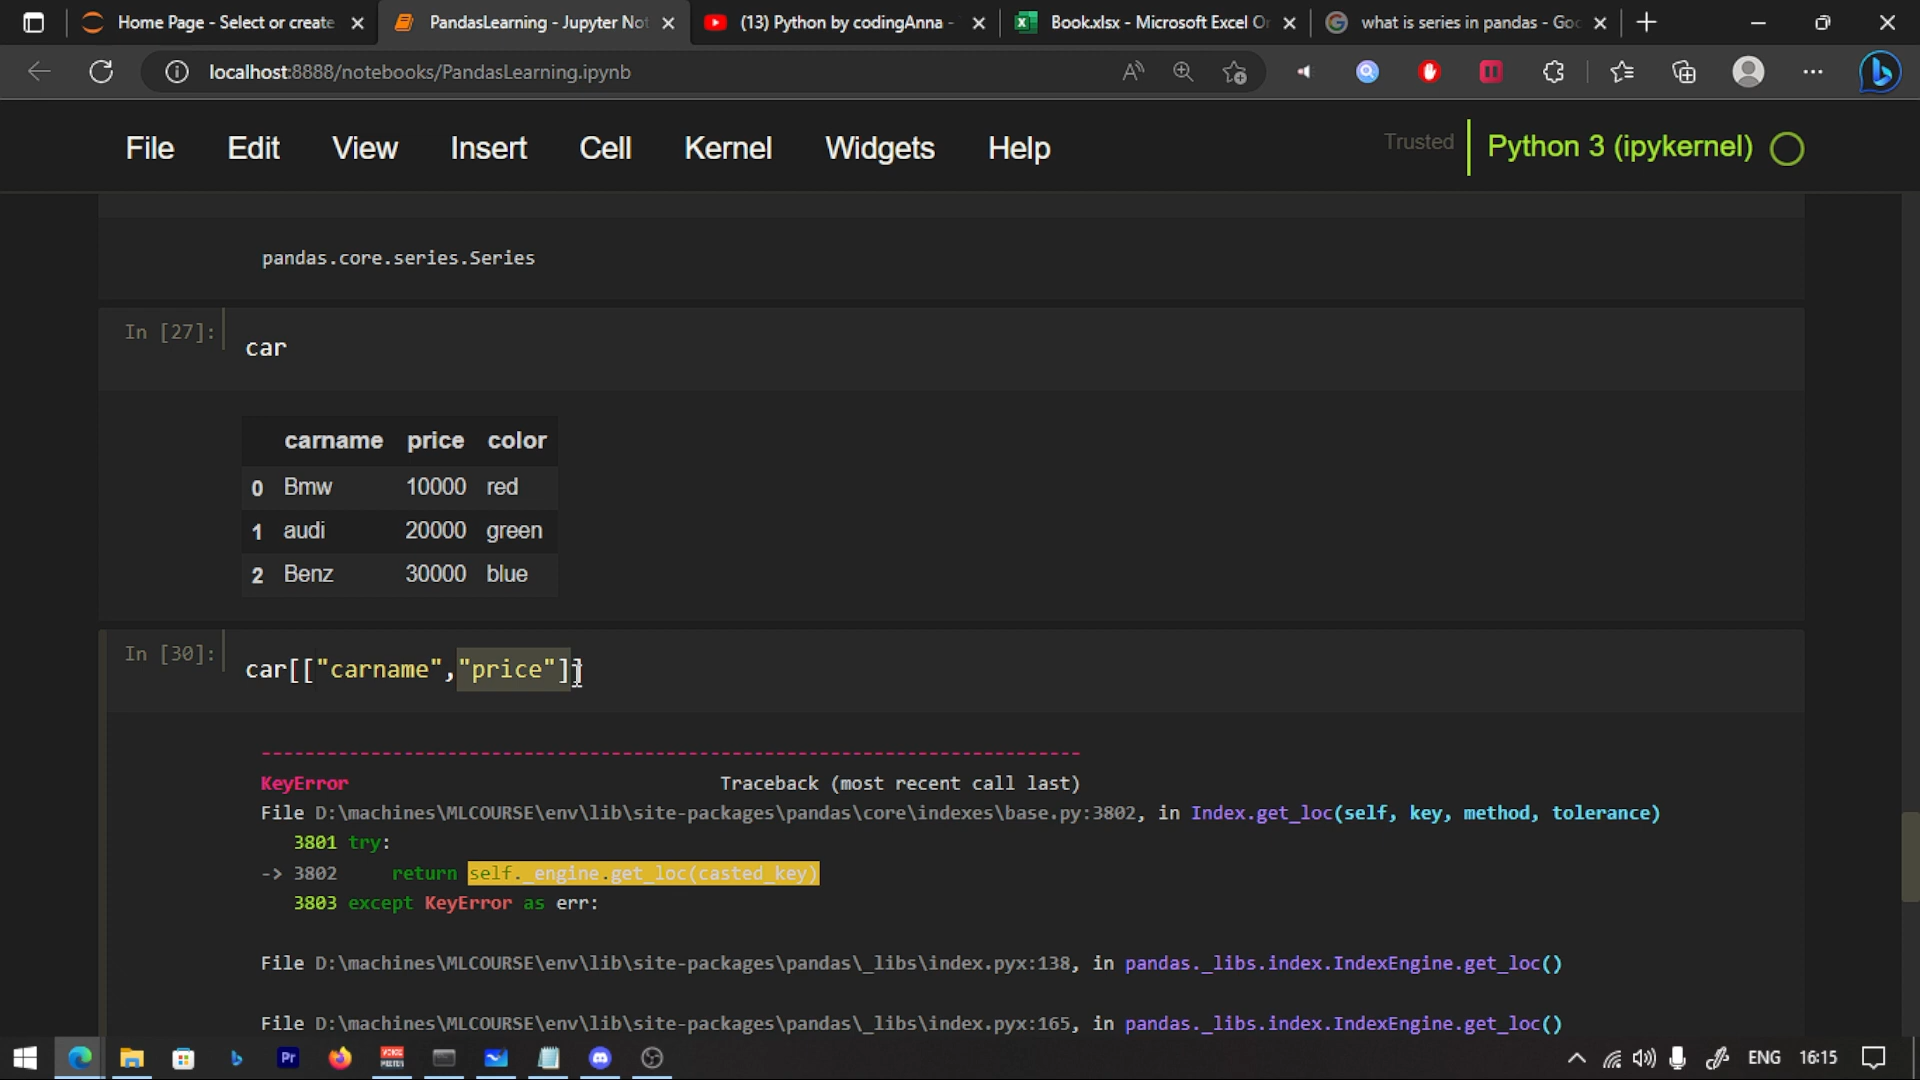 Home Page - Select or create
PandasLearning - Jupyter Not
(13) Python by codingAnna -
Book.xlsx - Microsoft Excel O
what is series in pandas - Goo
localhost:8888/notebooks/PandasLearning.ipynb
File Edit View Insert Cell Kernel Widgets Help
Trusted
Python 3 (ipykernel)
pandas.core.series.Series
In [27]:
car
carname price color
0 Bmw 10000 red
1 audi 20000 green
2 Benz 30000 blue
In [30]:
car[["carname","price"]]
---------------------------------------------------------------------------
KeyError Traceback (most recent call last)
File D:\machines\MLCOURSE\env\lib\site-packages\pandas\core\indexes\base.py:3802, in Index.get_loc(self, key, method, tolerance)
3801 try:
-> 3802 return self._engine.get_loc(casted_key)
3803 except KeyError as err:
File D:\machines\MLCOURSE\env\lib\site-packages\pandas\_libs\index.pyx:138, in pandas._libs.index.IndexEngine.get_loc()
File D:\machines\MLCOURSE\env\lib\site-packages\pandas\_libs\index.pyx:165, in pandas._libs.index.IndexEngine.get_loc()
Pr
VOICE
MEETER
ENG
16:15